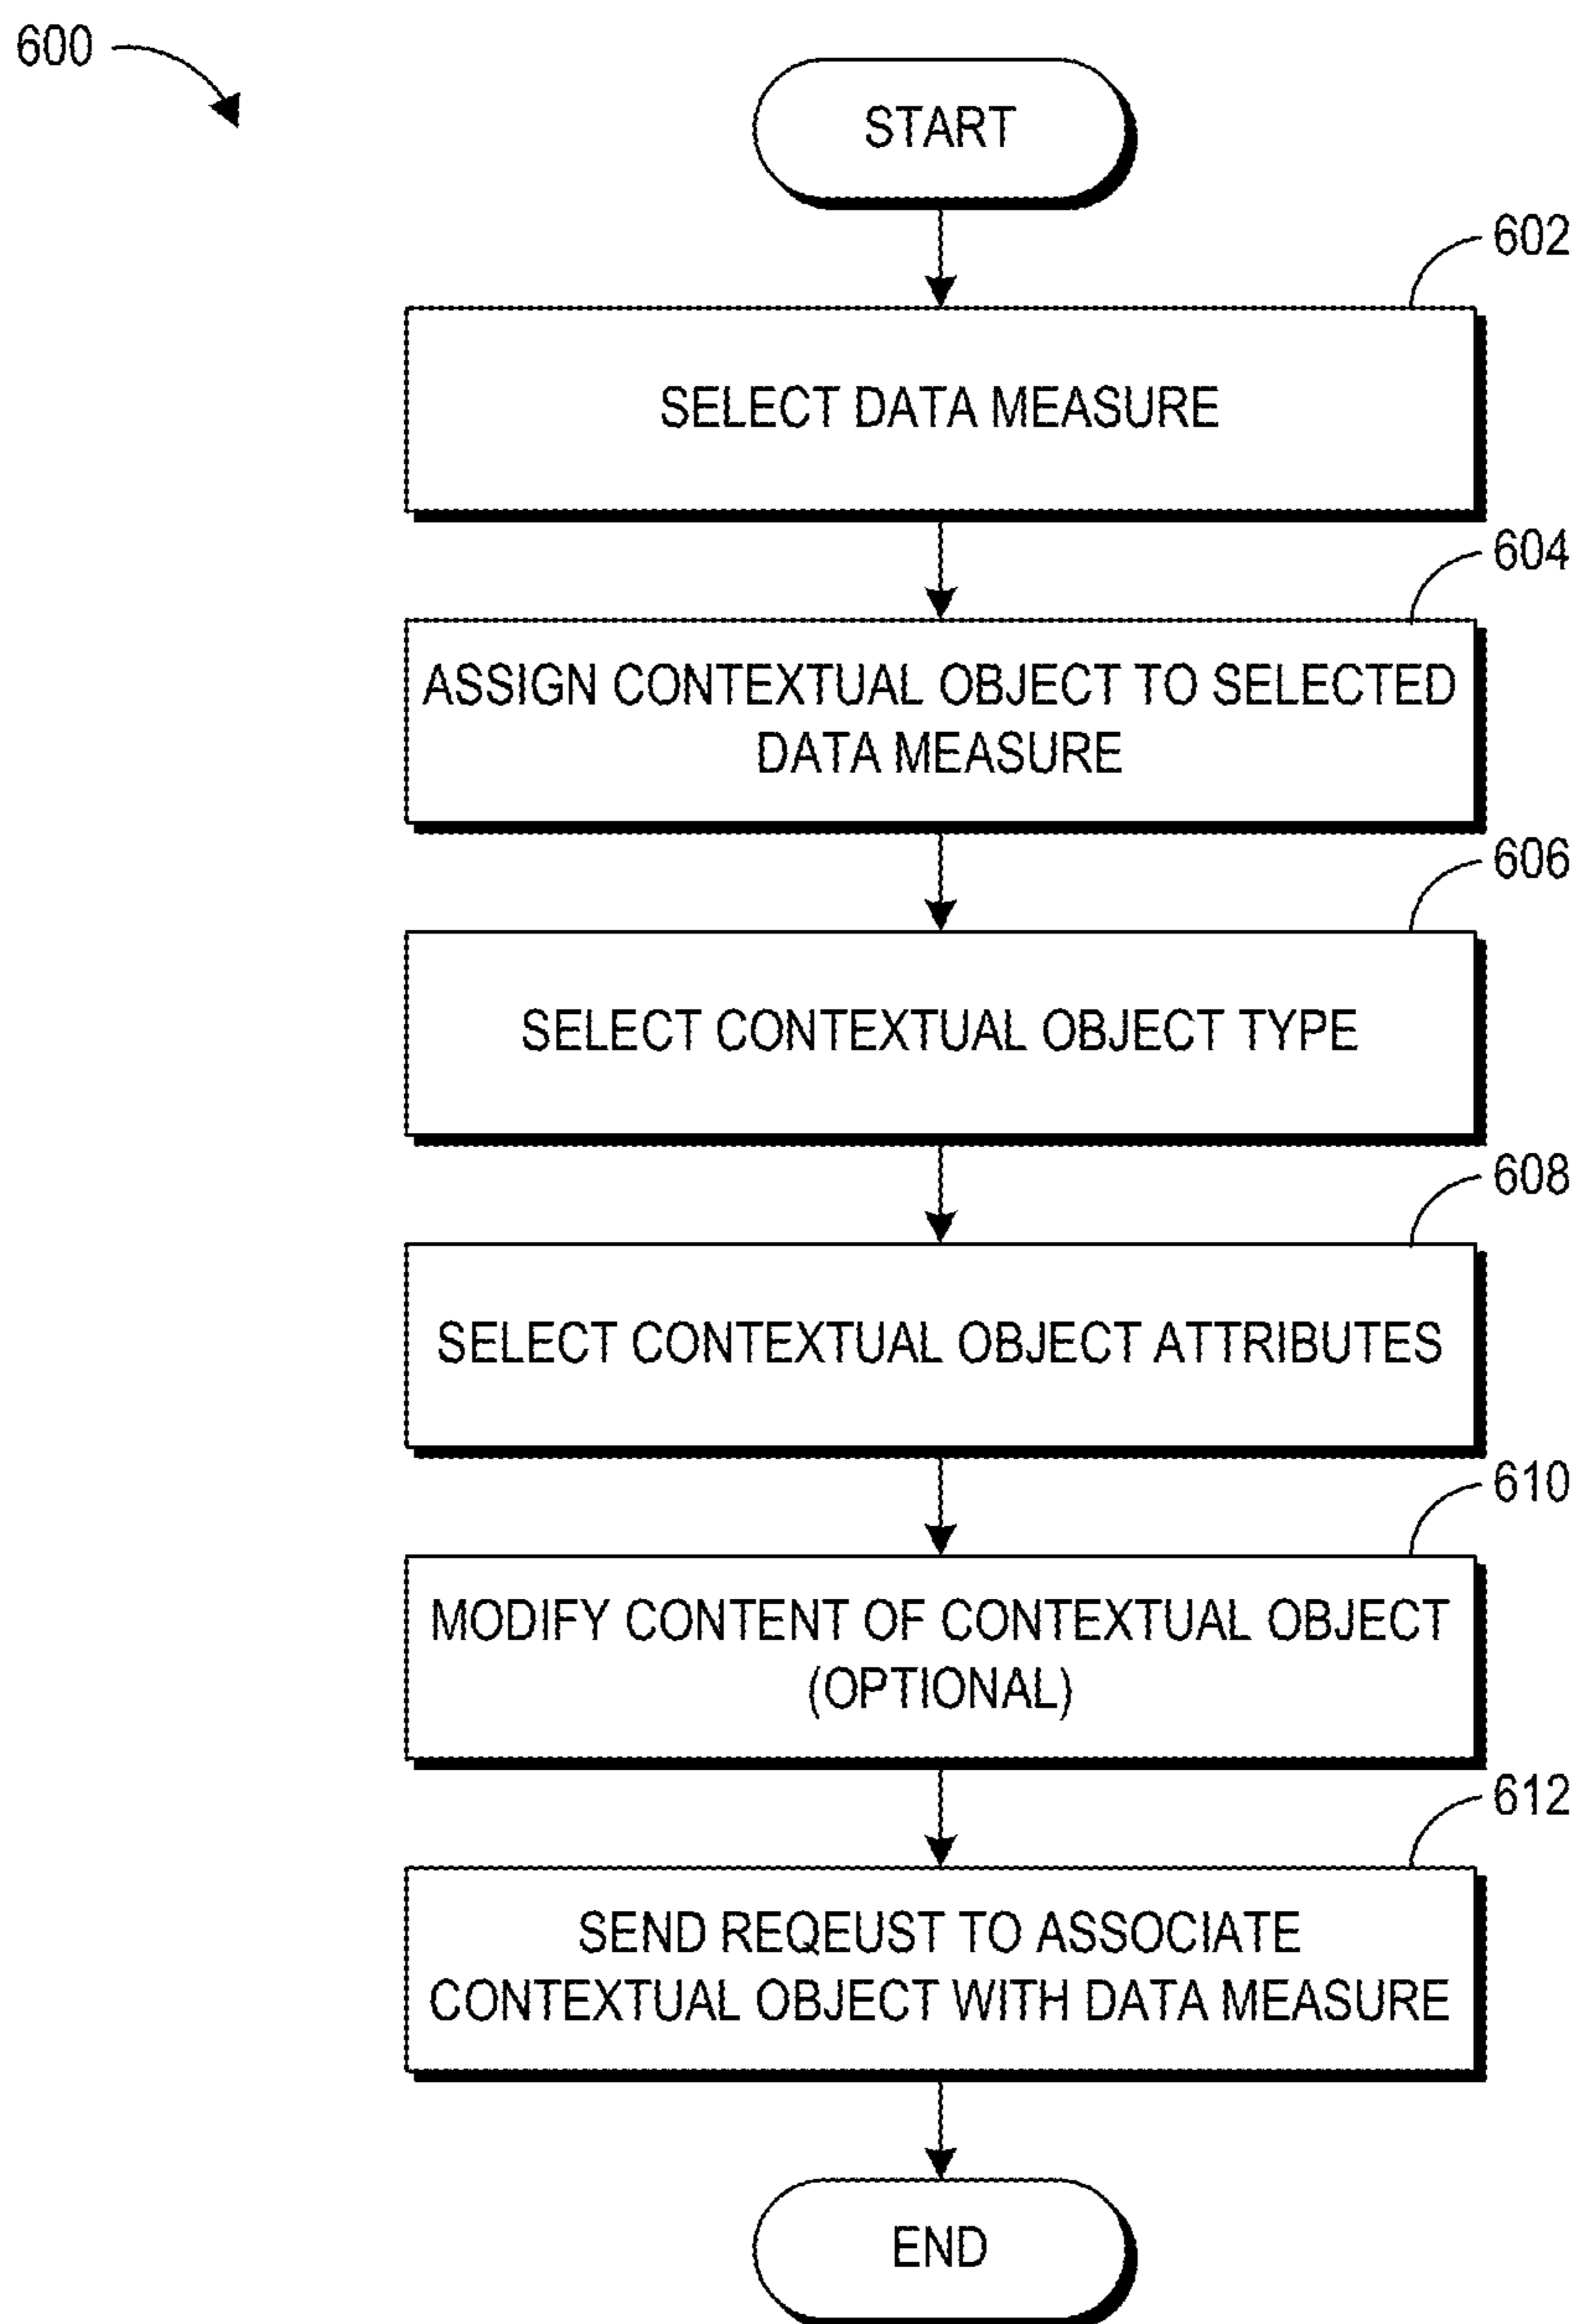 600
START
602
SELECT DATA MEASURE
604
ASSIGN CONTEXTUAL OBJECT TO SELECTED
DATA MEASURE
606
SELECT CONTEXTUAL OBJECT TYPE
608
SELECT CONTEXTUAL OBJECT ATTRIBUTES
610
MODIFY CONTENT OF CONTEXTUAL OBJECT
(OPTIONAL)
612
SEND REQEUST TO ASSOCIATE
CONTEXTUAL OBJECT WITH DATA MEASURE
END